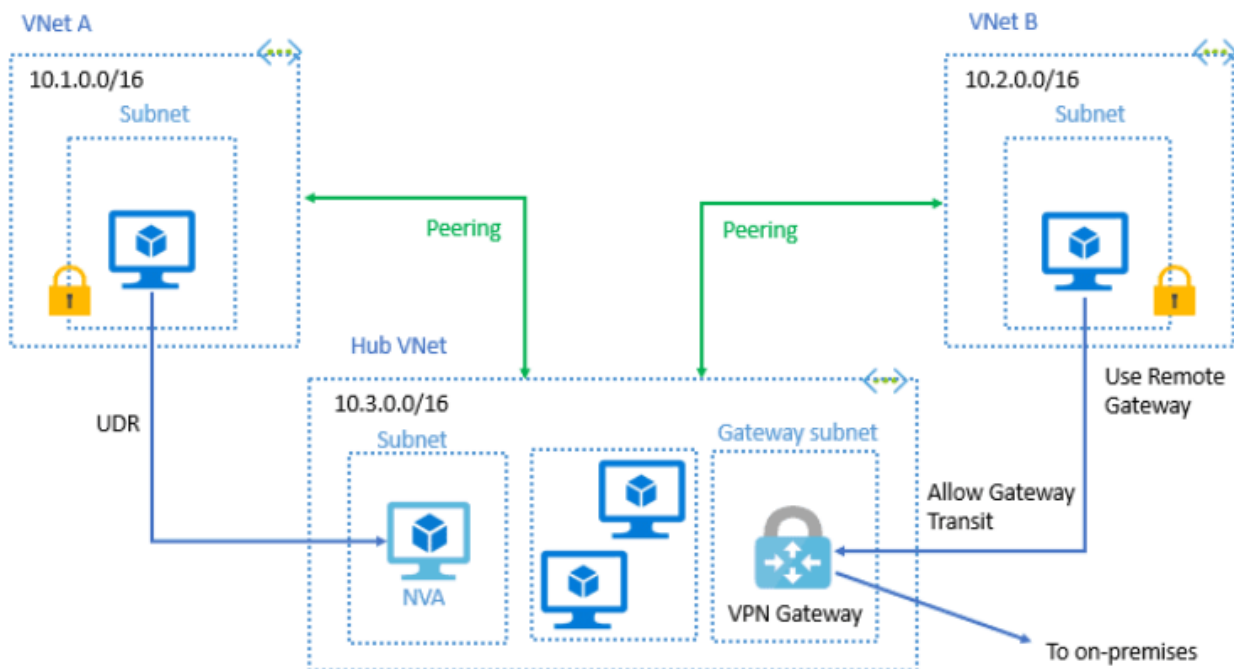 VNet A
VNet B
10.1.0.0/16
10.2.0.0/16
Subnet
Subnet
Peering
Peering
Hub VNet
Use Remote
Gateway
10.3.0.0/16
UDR
Subnet
Gateway subnet
Allow Gateway
Transit
NVA
VPN Gateway
To on-premises